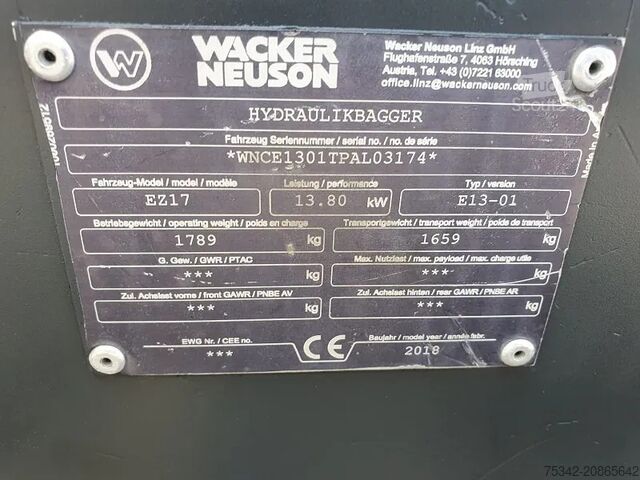 WACKER
NEUSON
Wacker Neuson Linz GmbH
Flughafenstraße 7, 4063 Hörsching
Austria, Tel. +43 (0)7221 63000
office.linz@wackerneuson.com
Truck
Scout
HYDRAULIKBAGGER
Fahrzeug Seriennummer / serial no. / no. de série
*WNCE1301TPAL03174*
Fahrzeug-Model / model / modèle Leistung / performance Typ / version
EZ17 13.80 kW E13-01
Betriebsgewicht / operating weight / poids en charge Transportgewicht / transport weight / poids de transport
1789 kg 1659 kg
G. Gew. / GWR / PTAC Max. Nutzlast / max. payload / max. charge utile
*** kg *** kg
Zul. Achslast vorne / front GAWR / PNBE AV Zul. Achslast hinten / rear GAWR / PNBE AR
*** kg *** kg
EWG Nr. / CEE no. Baujahr / model year / année fabr.
*** CE 2018
75342-20865642